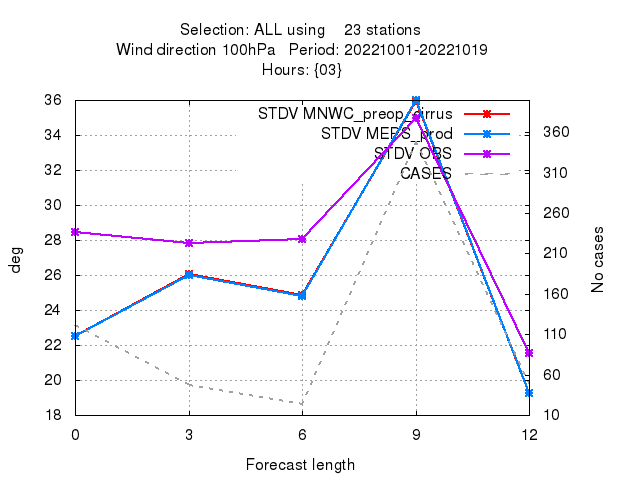 Selection: ALL using    23 stations
Wind direction 100hPa   Period: 20221001-20221019
Hours: {03}
STDV MNWC_preop_cirrus
STDV MEPS_prod
STDV OBS
CASES
36
34
32
30
28
26
24
22
20
18
360
310
260
210
160
110
60
10
deg
No cases
0
3
6
9
12
Forecast length